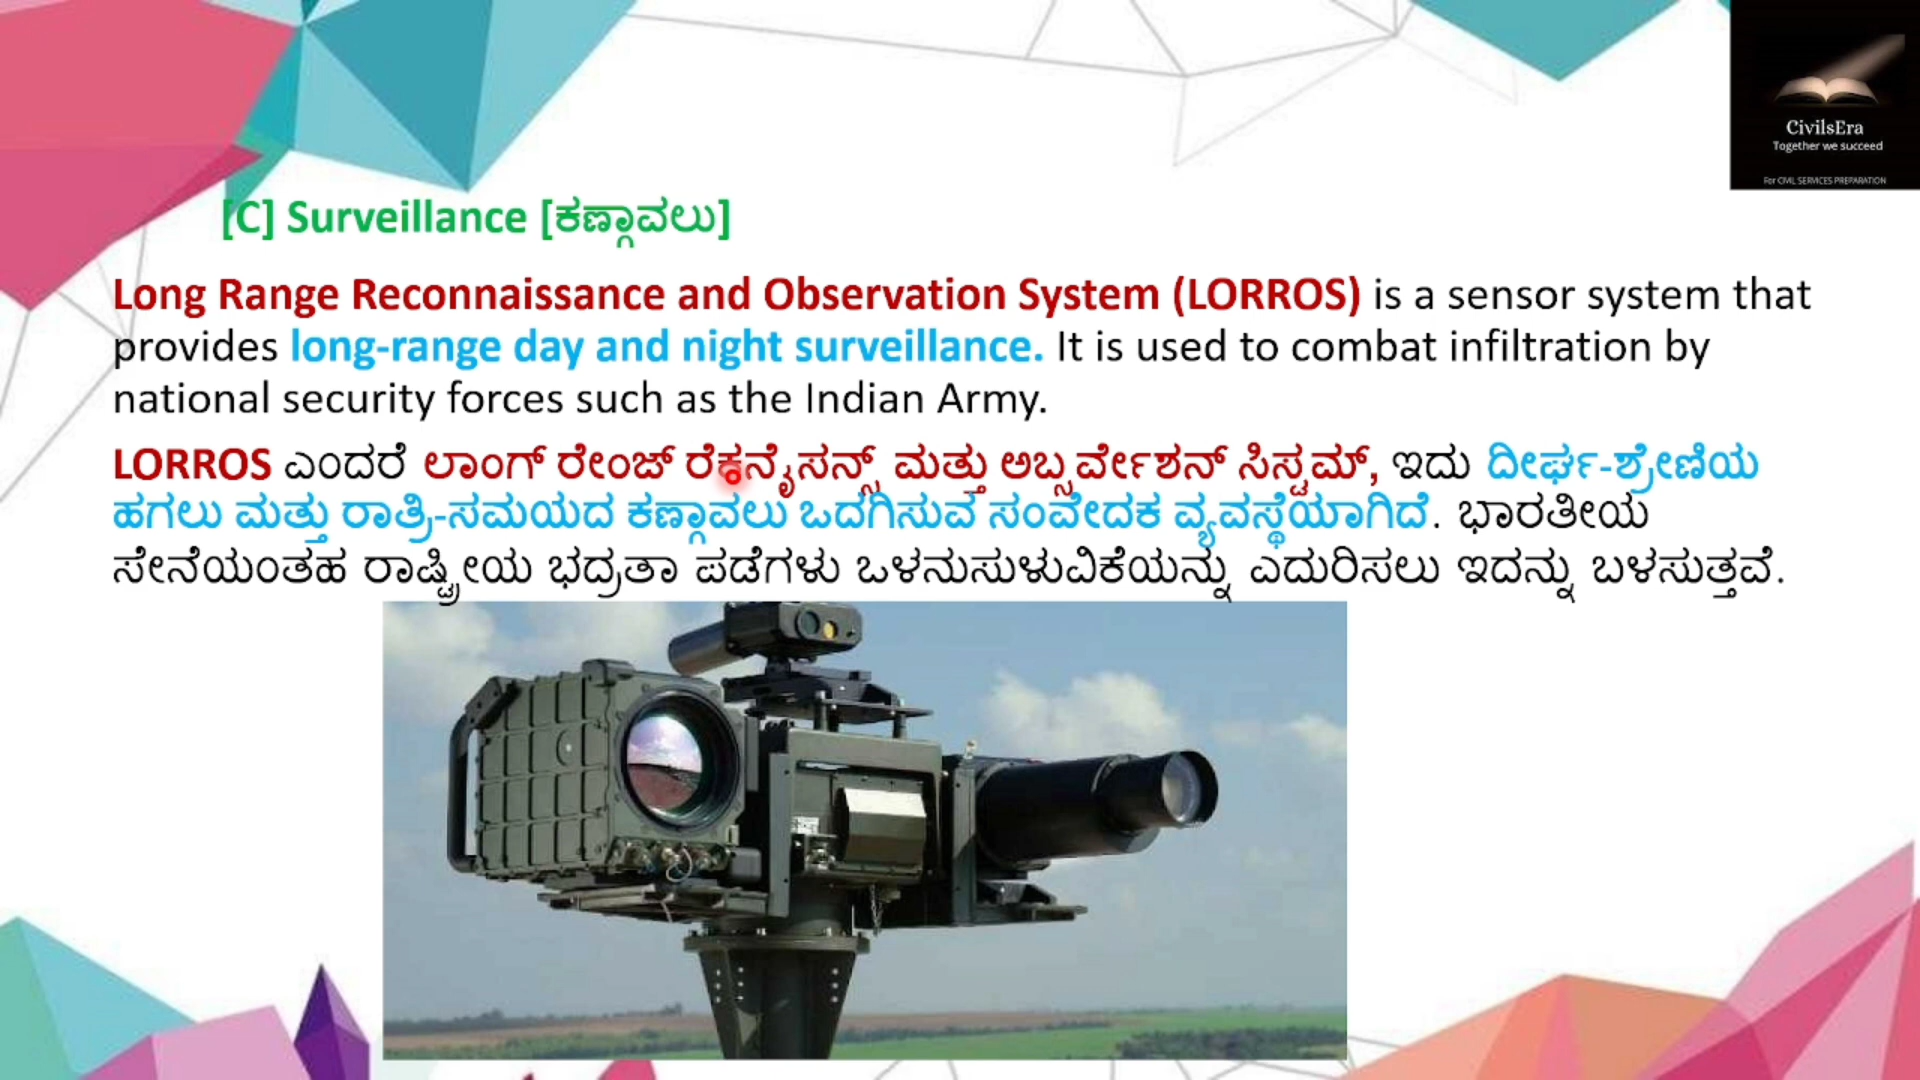 CivilsEra
Together we succeed
For CIVIL SERVICES PREPARATION
[C] Surveillance [ಕಣ್ಗಾವಲು]
Long Range Reconnaissance and Observation System (LORROS) is a sensor system that
provides long-range day and night surveillance. It is used to combat infiltration by
national security forces such as the Indian Army.
LORROS ಎಂದರೆ ಲಾಂಗ್ ರೇಂಜ್ ರೆಕನೈಸನ್ಸ್ ಮತ್ತು ಅಬ್ಸರ್ವೇಶನ್ ಸಿಸ್ಟಮ್, ಇದು ದೀರ್ಘ-ಶ್ರೇಣಿಯ
ಹಗಲು ಮತ್ತು ರಾತ್ರಿ-ಸಮಯದ ಕಣ್ಗಾವಲು ಒದಗಿಸುವ ಸಂವೇದಕ ವ್ಯವಸ್ಥೆಯಾಗಿದೆ. ಭಾರತೀಯ
ಸೇನೆಯಂತಹ ರಾಷ್ಟ್ರೀಯ ಭದ್ರತಾ ಪಡೆಗಳು ಒಳನುಸುಳುವಿಕೆಯನ್ನು ಎದುರಿಸಲು ಇದನ್ನು ಬಳಸುತ್ತವೆ.